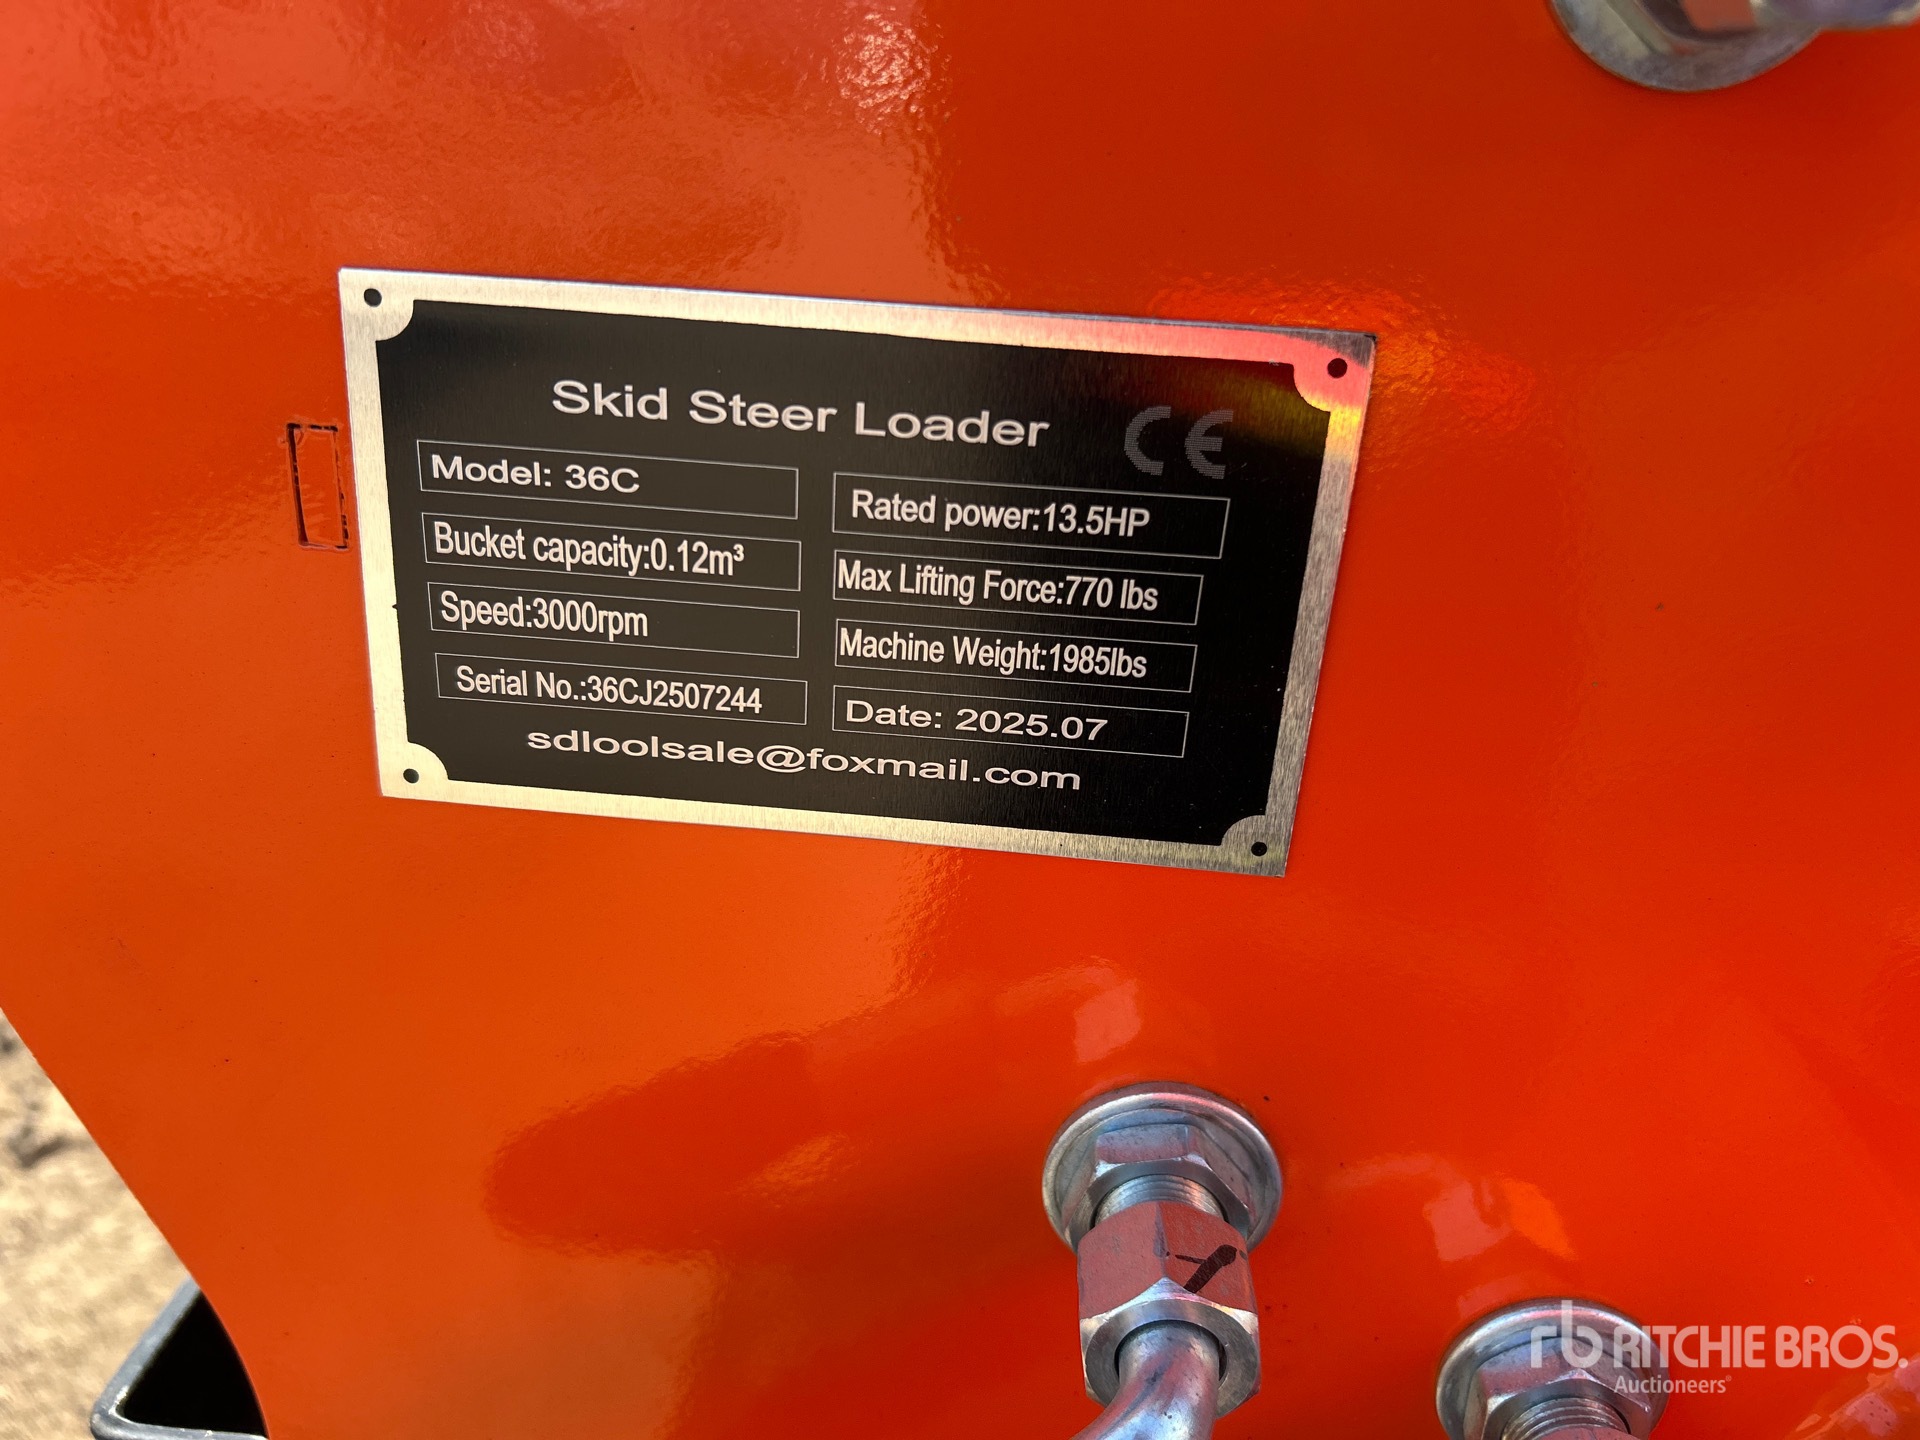 Skid Steer Loader CE
Model: 36C
Rated power:13.5HP
Bucket capacity:0.12m³
Max Lifting Force:770 lbs
Speed:3000rpm
Machine Weight:1985lbs
Serial No.:36CJ2507244
Date: 2025.07
sdloolsale@foxmail.com
rb RITCHIE BROS.
Auctioneers®